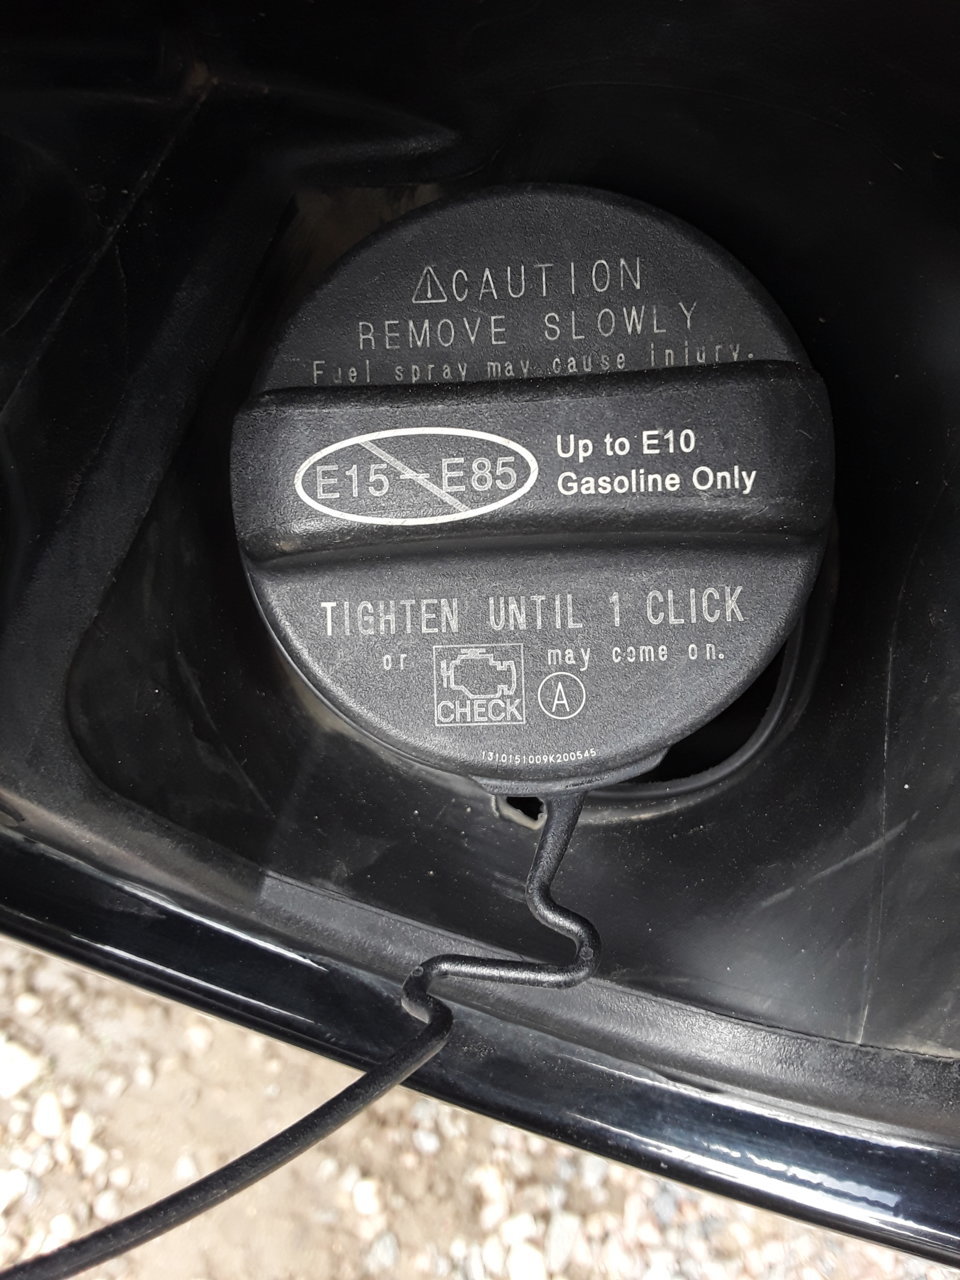 ⚠CAUTION
REMOVE SLOWLY
Fuel spray may cause injury.
E15-E85
Up to E10
Gasoline Only
TIGHTEN UNTIL 1 CLICK
or may come on.
CHECK
A
1310151009K200545